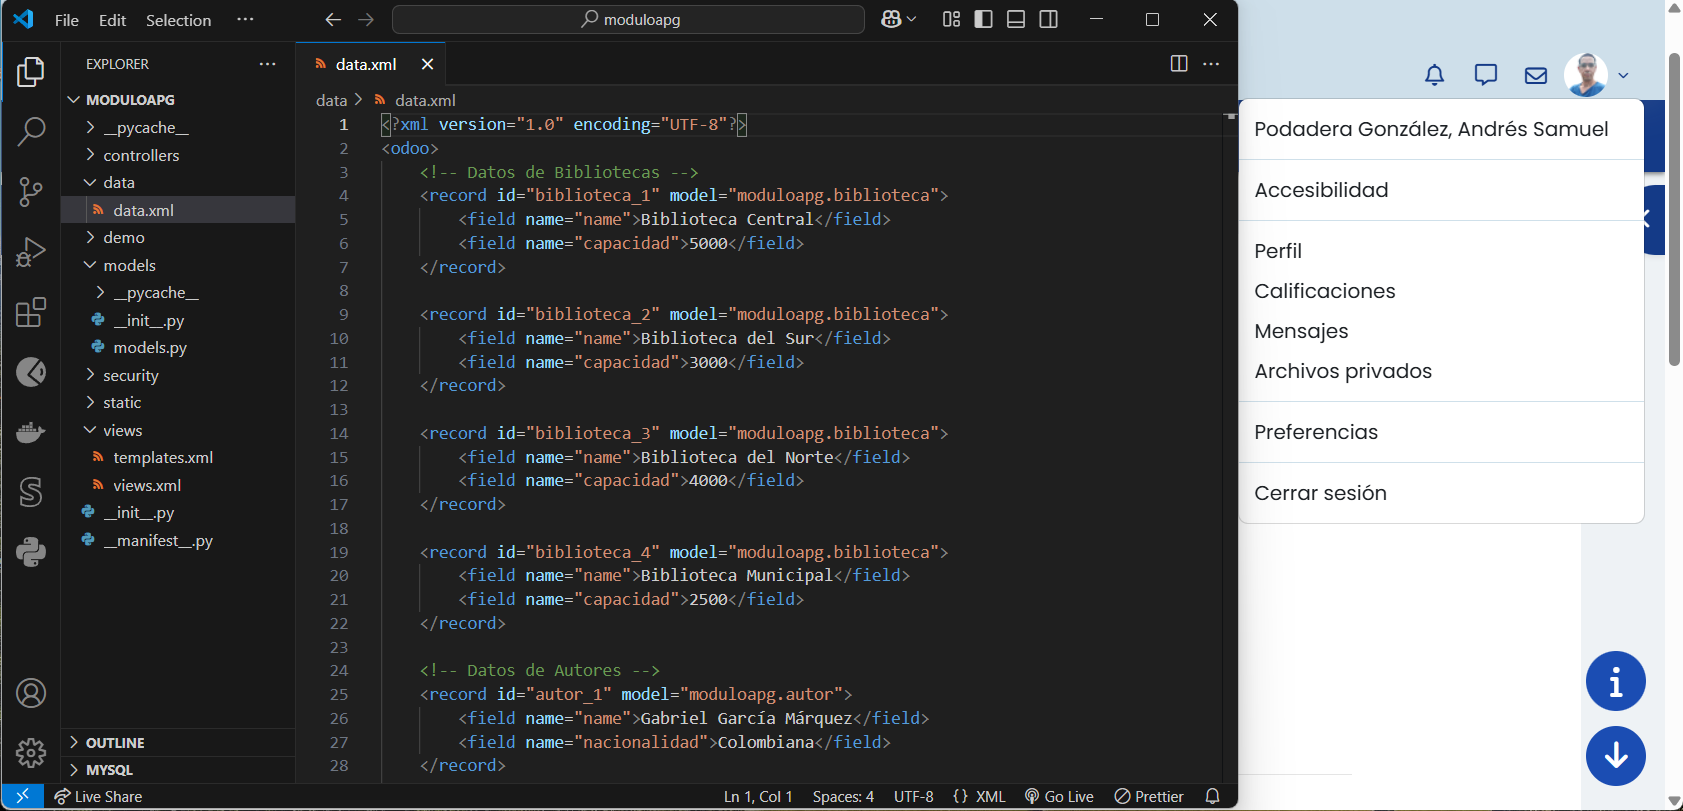 File Edit Selection ···
moduloapg
EXPLORER ···
MODULOAPG
__pycache__
controllers
data
data.xml
demo
models
__pycache__
__init__.py
models.py
security
static
views
templates.xml
views.xml
__init__.py
__manifest__.py
OUTLINE
MYSQL
data.xml
data > data.xml
1 <?xml version="1.0" encoding="UTF-8"?>
2 <odoo>
3 <!-- Datos de Bibliotecas -->
4 <record id="biblioteca_1" model="moduloapg.biblioteca">
5 <field name="name">Biblioteca Central</field>
6 <field name="capacidad">5000</field>
7 </record>
8
9 <record id="biblioteca_2" model="moduloapg.biblioteca">
10 <field name="name">Biblioteca del Sur</field>
11 <field name="capacidad">3000</field>
12 </record>
13
14 <record id="biblioteca_3" model="moduloapg.biblioteca">
15 <field name="name">Biblioteca del Norte</field>
16 <field name="capacidad">4000</field>
17 </record>
18
19 <record id="biblioteca_4" model="moduloapg.biblioteca">
20 <field name="name">Biblioteca Municipal</field>
21 <field name="capacidad">2500</field>
22 </record>
23
24 <!-- Datos de Autores -->
25 <record id="autor_1" model="moduloapg.autor">
26 <field name="name">Gabriel García Márquez</field>
27 <field name="nacionalidad">Colombiana</field>
28 </record>
Live Share Ln 1, Col 1 Spaces: 4 UTF-8 {} XML Go Live Prettier
Podadera González, Andrés Samuel
Accesibilidad
Perfil
Calificaciones
Mensajes
Archivos privados
Preferencias
Cerrar sesión